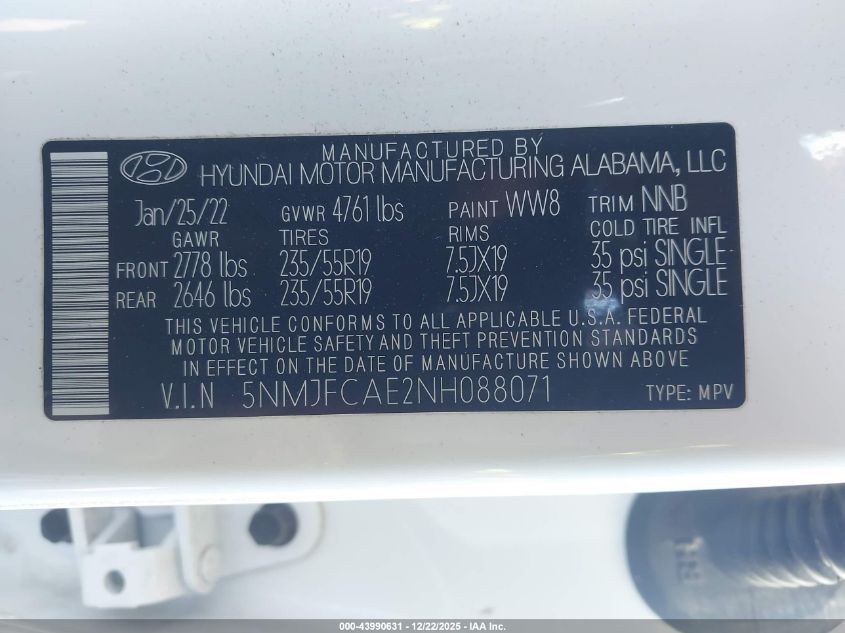 MANUFACTURED BY
HYUNDAI MOTOR MANUFACTURING ALABAMA, LLC
Jan/25/22 GVWR 4761 lbs PAINT WW8 TRIM NNB
GAWR TIRES RIMS COLD TIRE INFL
FRONT 2778 lbs 235/55R19 7.5JX19 35 psi SINGLE
REAR 2646 lbs 235/55R19 7.5JX19 35 psi SINGLE
THIS VEHICLE CONFORMS TO ALL APPLICABLE U.S.A. FEDERAL
MOTOR VEHICLE SAFETY AND THEFT PREVENTION STANDARDS
IN EFFECT ON THE DATE OF MANUFACTURE SHOWN ABOVE
V.I.N 5NMJFCAE2NH088071 TYPE: MPV
000-43990631 - 12/22/2025 - IAA Inc.